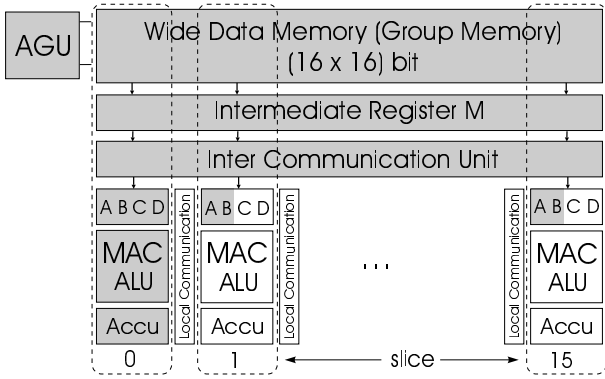 AGU
Wide Data Memory (Group Memory)
(16 x 16) bit
Intermediate Register M
Inter Communication Unit
A B C D
MAC
ALU
Accu
0
Local Communication
A B C D
MAC
ALU
Accu
1
Local Communication
...
slice
Local Communication
A B C D
MAC
ALU
Accu
15